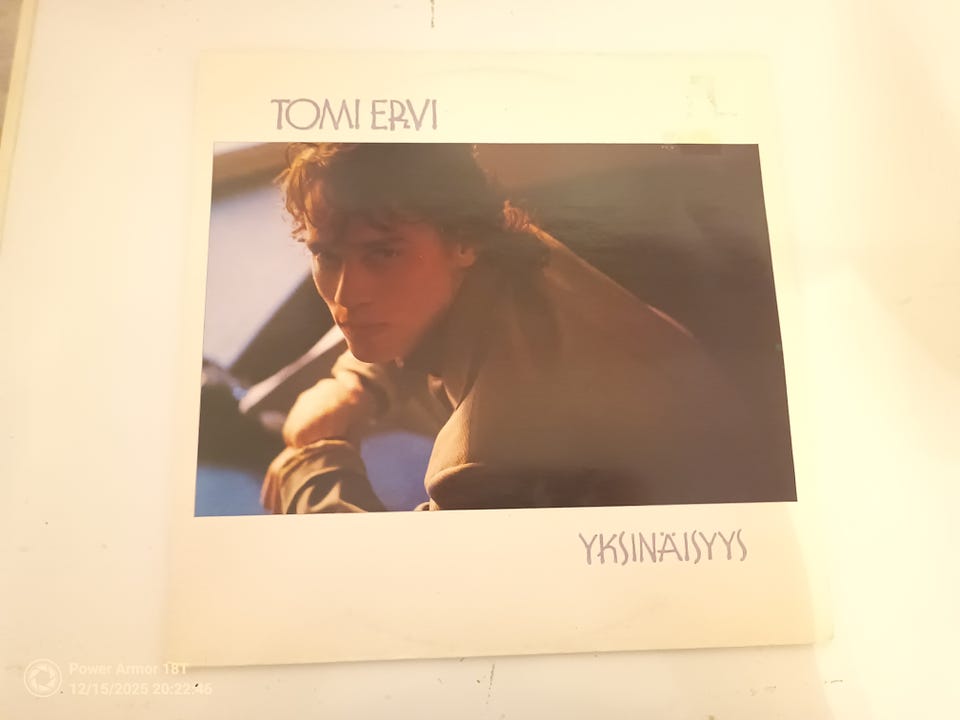 TOMI ERVI
YKSINÄISYYS
Power Armor 18T
12/15/2025 20:22:46